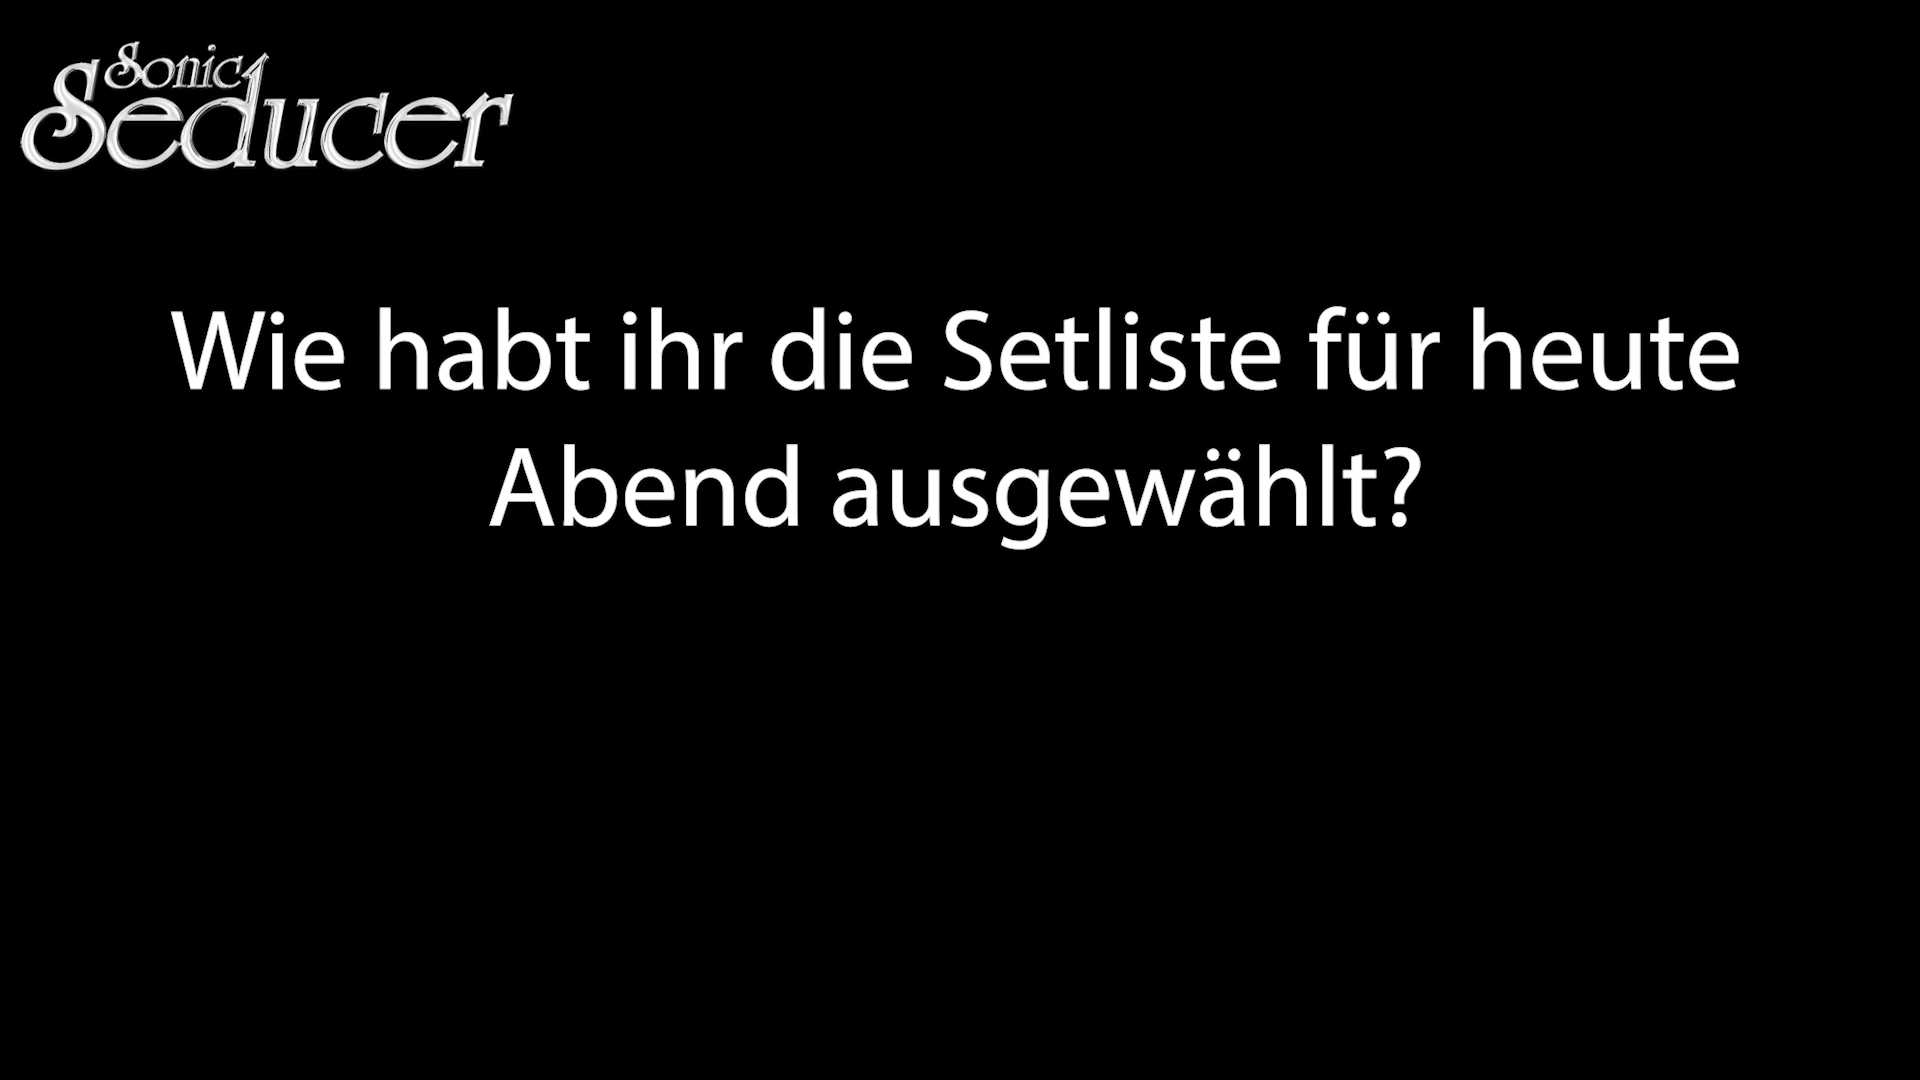 Sonic
Seducer
Wie habt ihr die Setliste für heute
Abend ausgewählt?